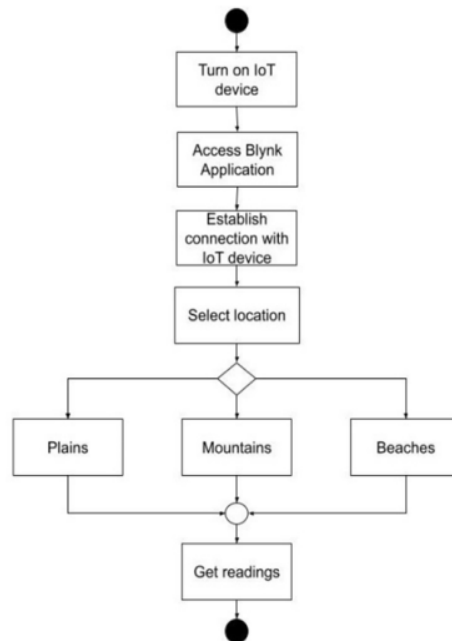 Turn on IoT
device
Access Blynk
Application
Establish
connection with
IoT device
Select location
Plains
Mountains
Beaches
Get readings